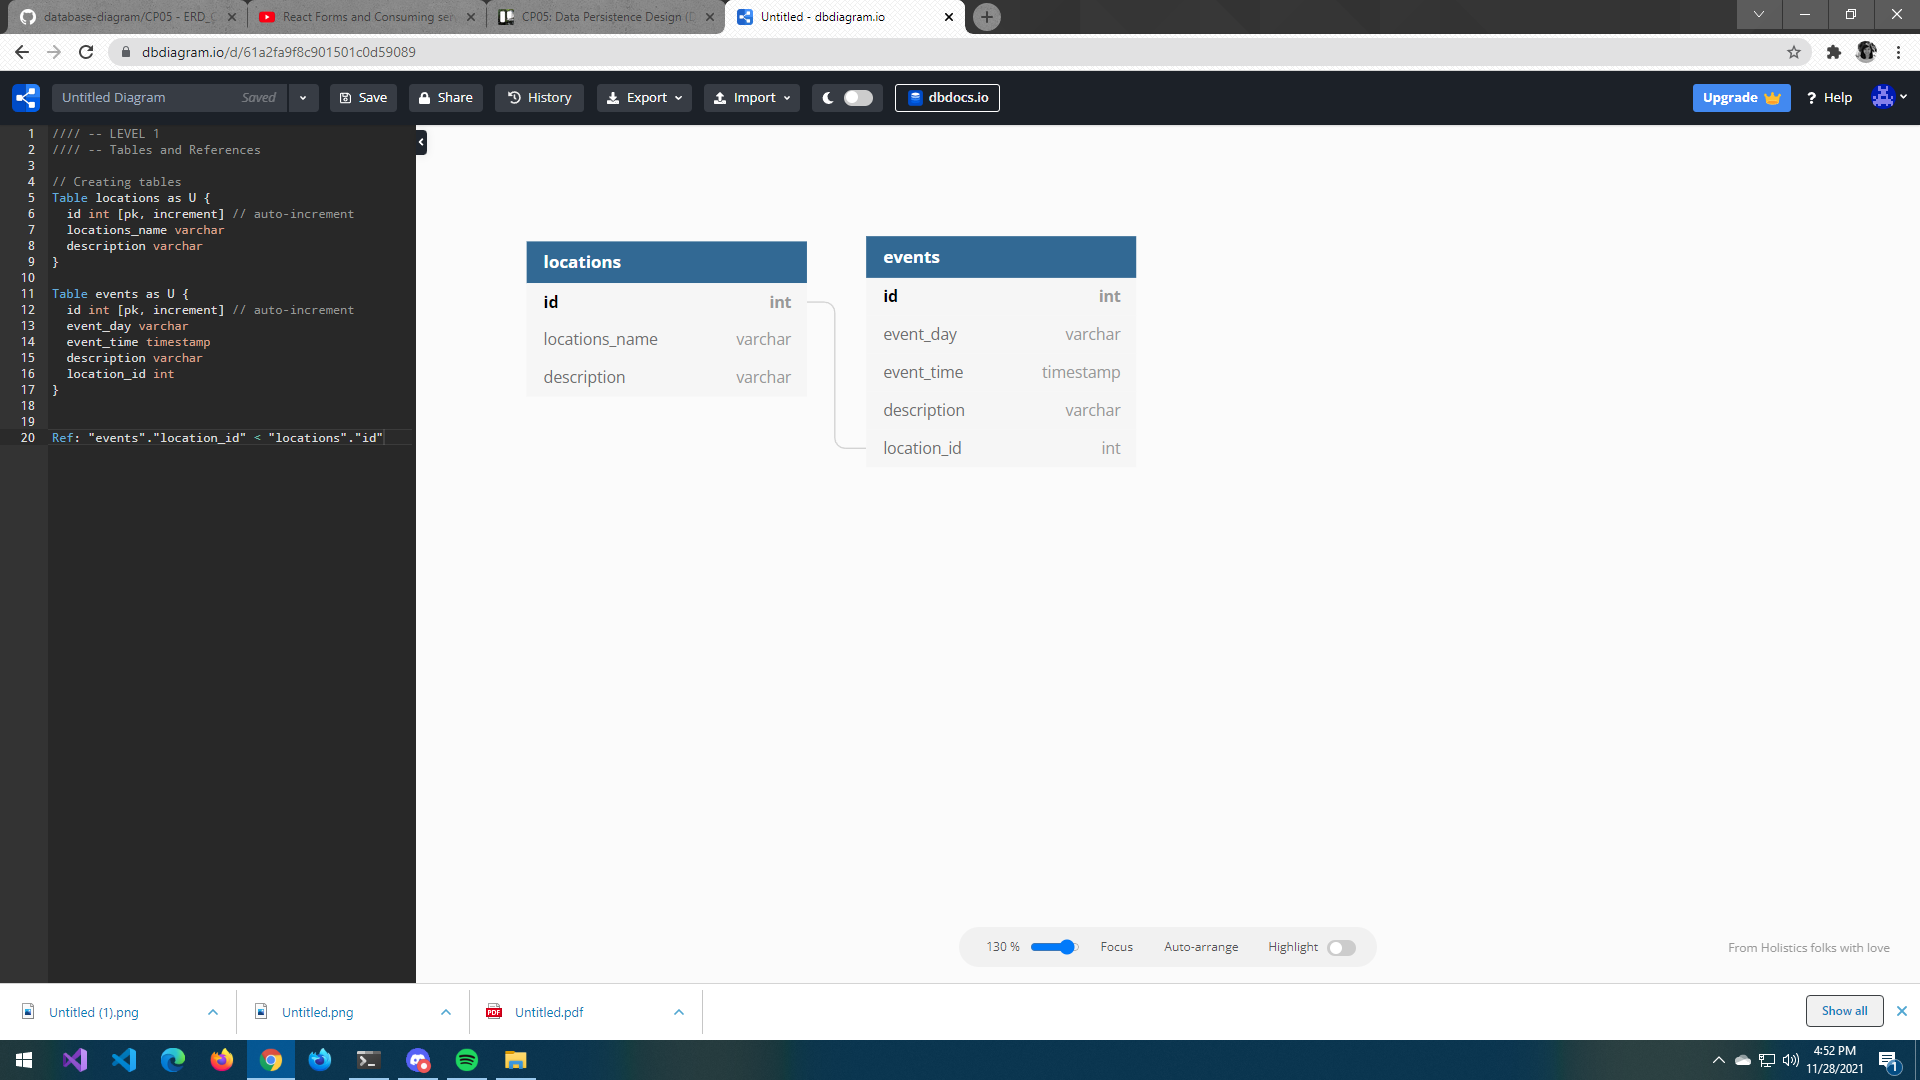 database-diagram/CP05 - ERD_
React Forms and Consuming ser
CP05: Data Persistence Design (
Untitled - dbdiagram.io
dbdiagram.io/d/61a2fa9f8c901501c0d59089
Untitled Diagram Saved Save Share History Export Import dbdocs.io Upgrade ? Help
1 //// -- LEVEL 1
2 //// -- Tables and References
3
4 // Creating tables
5 Table locations as U {
6 id int [pk, increment] // auto-increment
7 locations_name varchar
8 description varchar
9 }
10
11 Table events as U {
12 id int [pk, increment] // auto-increment
13 event_day varchar
14 event_time timestamp
15 description varchar
16 location_id int
17 }
18
19
20 Ref: "events"."location_id" < "locations"."id"
locations
id int
locations_name varchar
description varchar
events
id int
event_day varchar
event_time timestamp
description varchar
location_id int
130 % Focus Auto-arrange Highlight
From Holistics folks with love
Untitled (1).png
Untitled.png
PDF Untitled.pdf
Show all
4:52 PM
11/28/2021
1